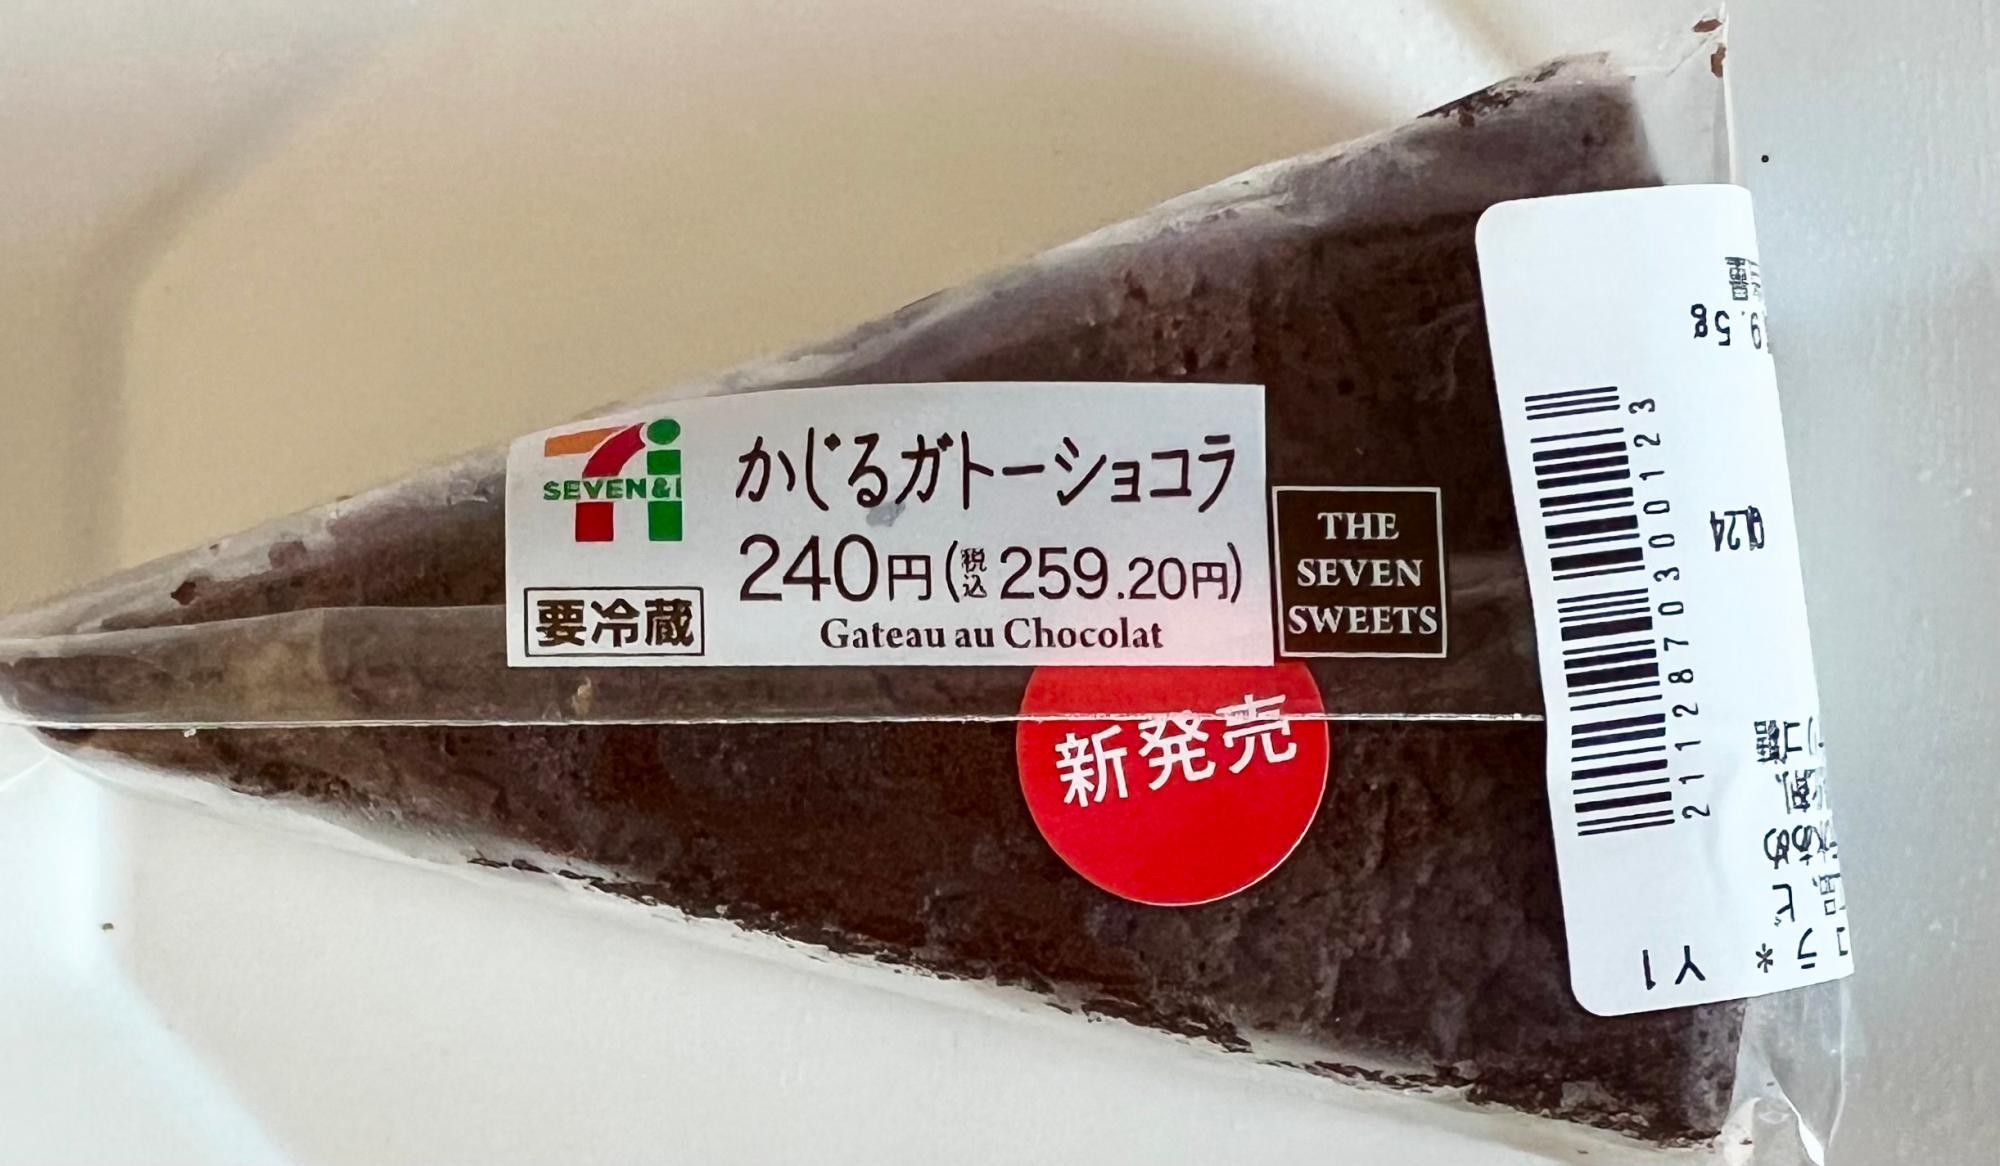 SEVEN&i
かじるガトーショコラ
240円(税込259.20円)
Gateau au Chocolat
要冷蔵
THE
SEVEN
SWEETS
新発売
2112870300123
Y1